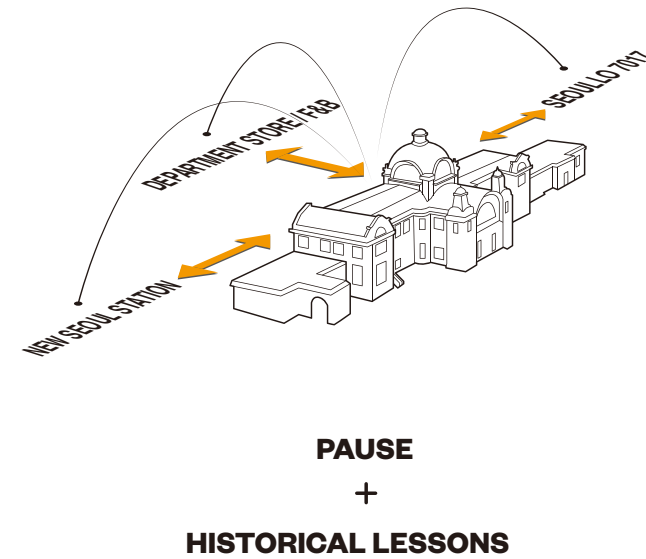 SEOULLO 7017
DEPARTMENT STORE / F&B
NEW SEOUL STATION
PAUSE
+
HISTORICAL LESSONS